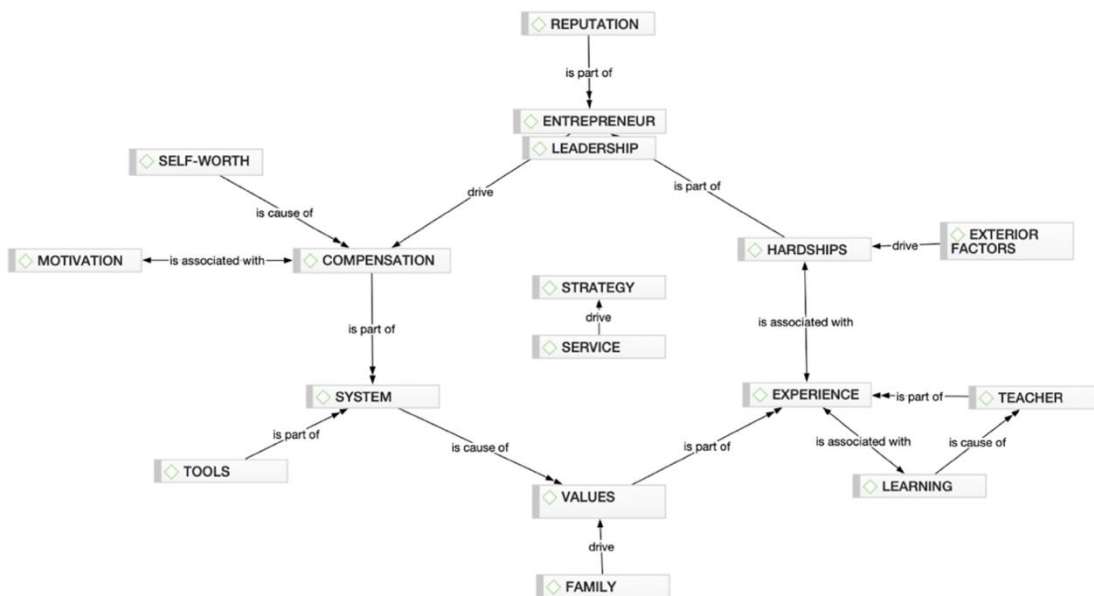 REPUTATION
is part of
ENTREPRENEUR
LEADERSHIP
SELF-WORTH
drive
is part of
is cause of
EXTERIOR
FACTORS
drive
HARDSHIPS
MOTIVATION
is associated with
COMPENSATION
STRATEGY
drive
SERVICE
is part of
is associated with
SYSTEM
EXPERIENCE
is part of
TEACHER
is part of
TOOLS
is cause of
is part of
is associated with
is cause of
LEARNING
VALUES
drive
FAMILY